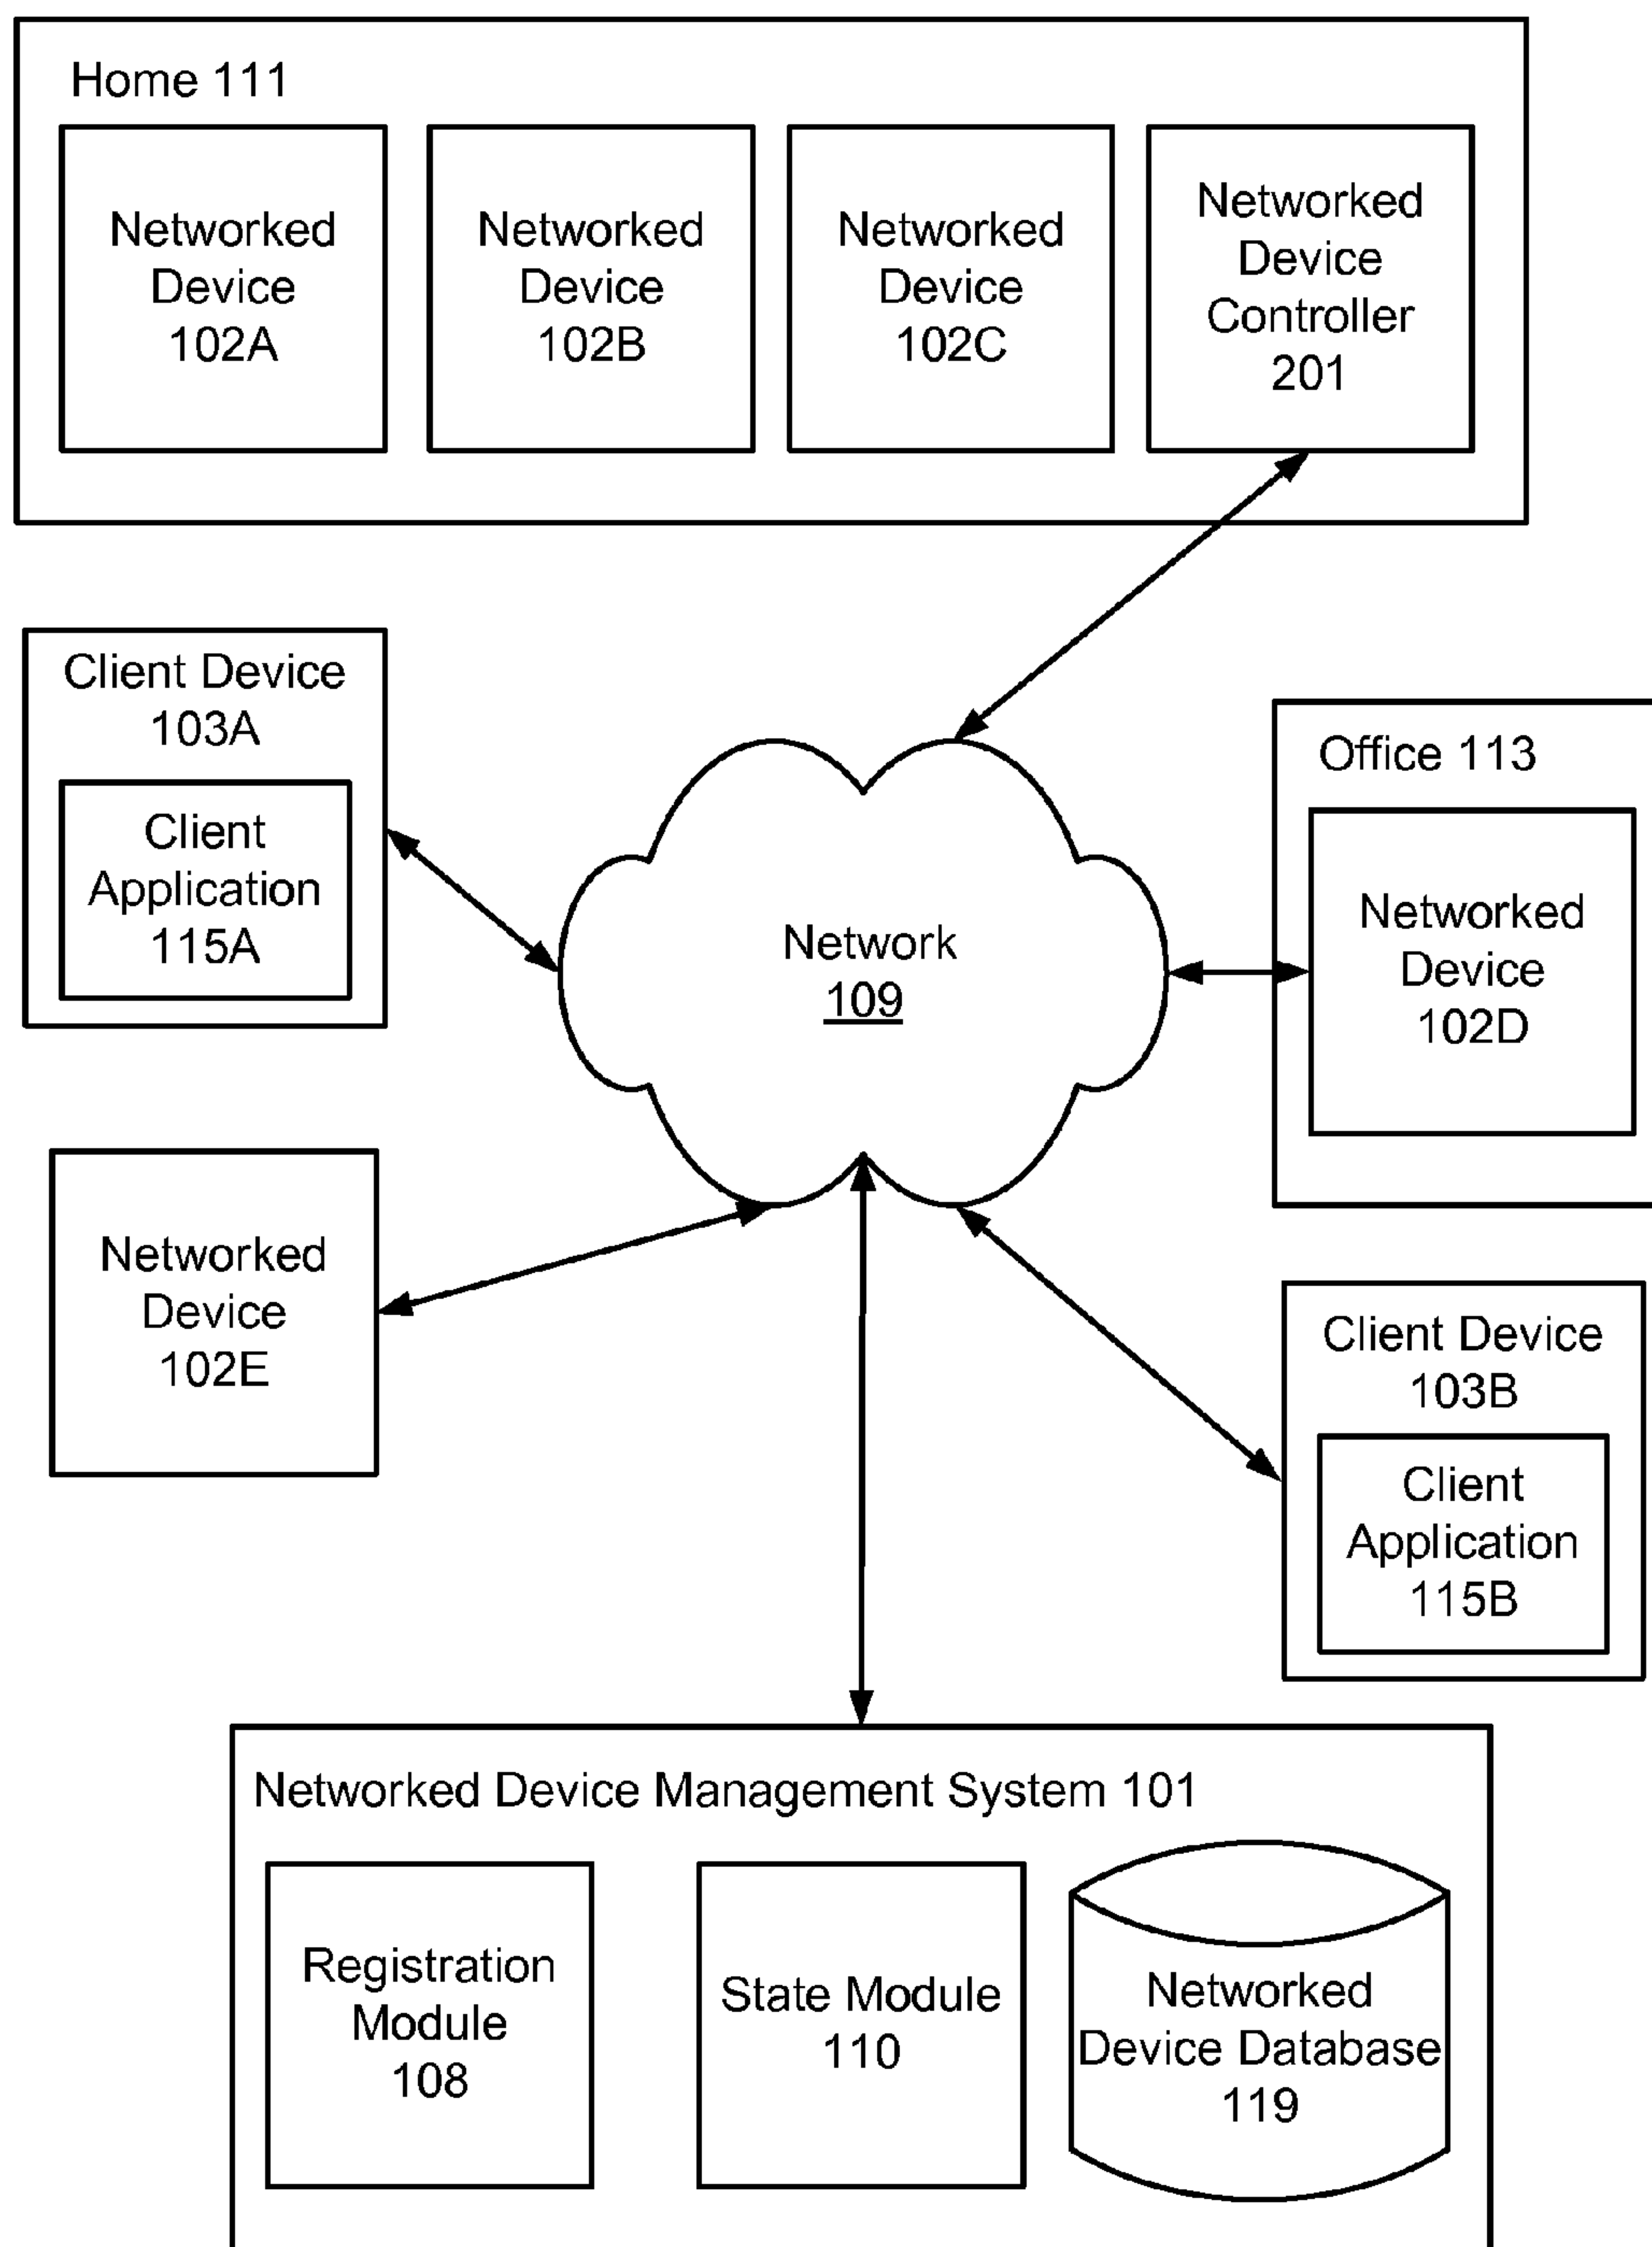 Home 111
Networked
Device
102A
Networked
Device
102B
Networked
Device
102C
Networked
Device
Controller
201
Client Device
103A
Client
Application
115A
Network
109
Office 113
Networked
Device
102D
Networked
Device
102E
Client Device
103B
Client
Application
115B
Networked Device Management System 101
Registration
Module
108
State Module
110
Networked
Device Database
119